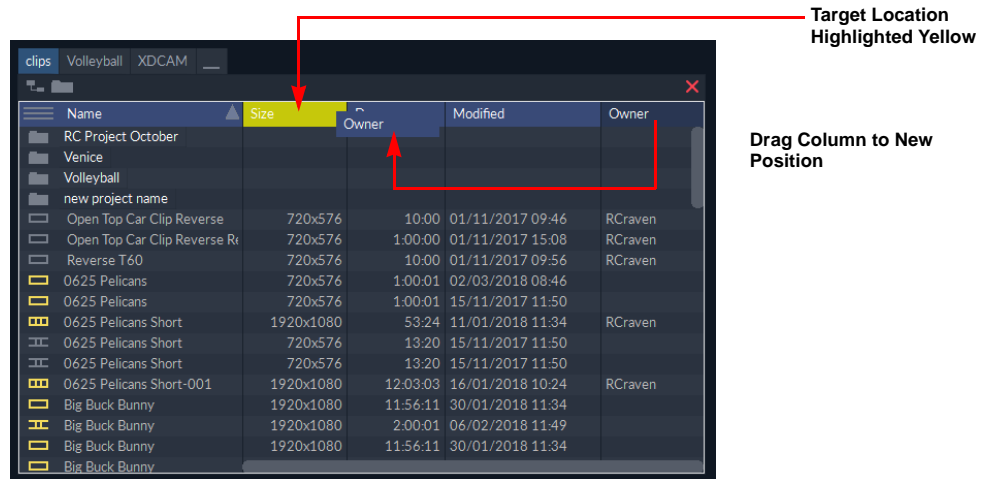 Target Location
Highlighted Yellow
clips Volleyball XDCAM
Name Size Owner Modified Owner
RC Project October
Venice
Volleyball
new project name
Drag Column to New
Position
Open Top Car Clip Reverse 720x576 10:00 01/11/2017 09:46 RCraven
Open Top Car Clip Reverse 720x576 1:00:00 01/11/2017 15:08 RCraven
Reverse T60 720x576 10:00 01/11/2017 09:56 RCraven
0625 Pelicans 720x576 1:00:01 02/03/2018 08:46
0625 Pelicans 720x576 1:00:01 15/11/2017 11:50
0625 Pelicans Short 1920x1080 53:24 11/01/2018 11:34 RCraven
0625 Pelicans Short 720x576 13:20 15/11/2017 11:50
0625 Pelicans Short 720x576 13:20 15/11/2017 11:50
0625 Pelicans Short-001 1920x1080 12:03:03 16/01/2018 10:24 RCraven
Big Buck Bunny 1920x1080 11:56:11 30/01/2018 11:34
Big Buck Bunny 1920x1080 2:00:01 06/02/2018 11:49
Big Buck Bunny 1920x1080 11:56:11 30/01/2018 11:34
Big Buck Bunny